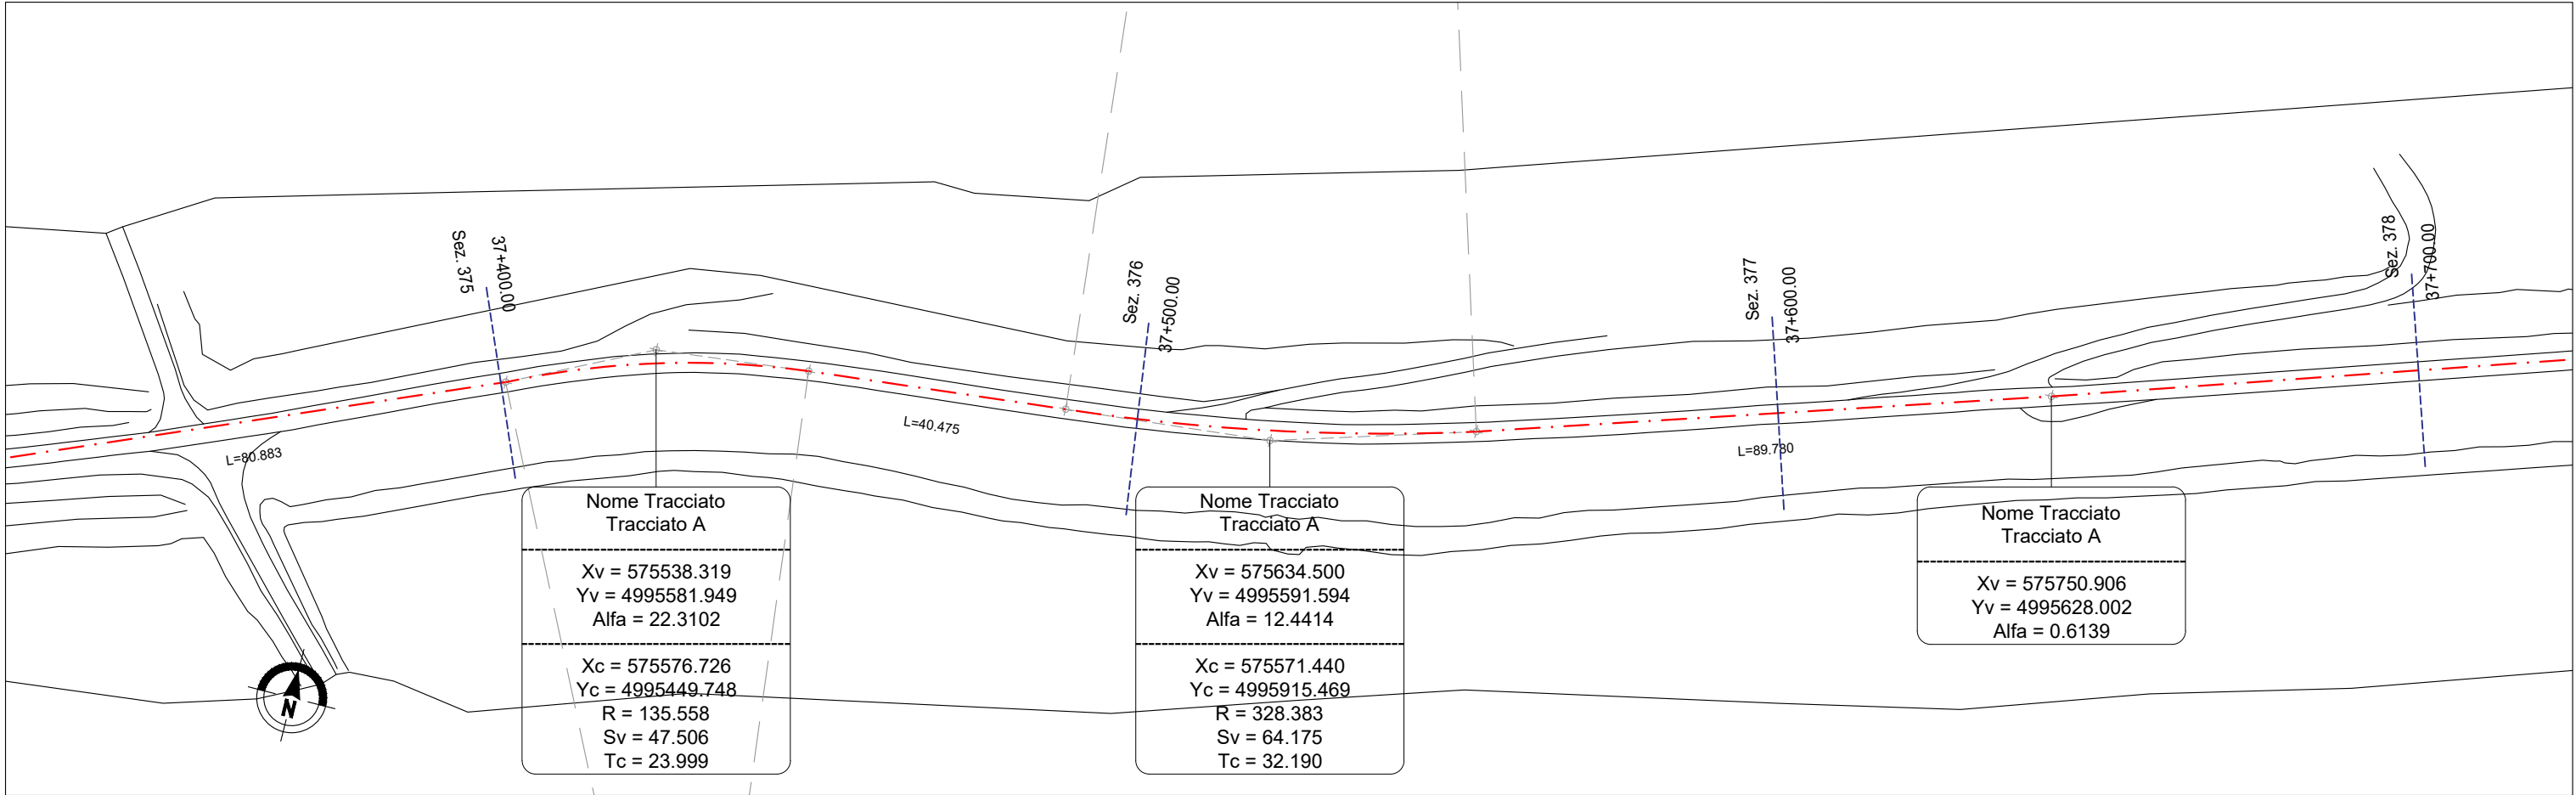 Sez. 375
37+400.00
Sez. 376
37+500.00
Sez. 377
37+600.00
Sez. 378
37+700.00
L=80.883
L=40.475
L=89.780
Nome Tracciato
Tracciato A
Xv = 575538.319
Yv = 4995581.949
Alfa = 22.3102
Xc = 575576.726
Yc = 4995449.748
R = 135.558
Sv = 47.506
Tc = 23.999
Nome Tracciato
Tracciato A
Xv = 575634.500
Yv = 4995591.594
Alfa = 12.4414
Xc = 575571.440
Yc = 4995915.469
R = 328.383
Sv = 64.175
Tc = 32.190
Nome Tracciato
Tracciato A
Xv = 575750.906
Yv = 4995628.002
Alfa = 0.6139
N